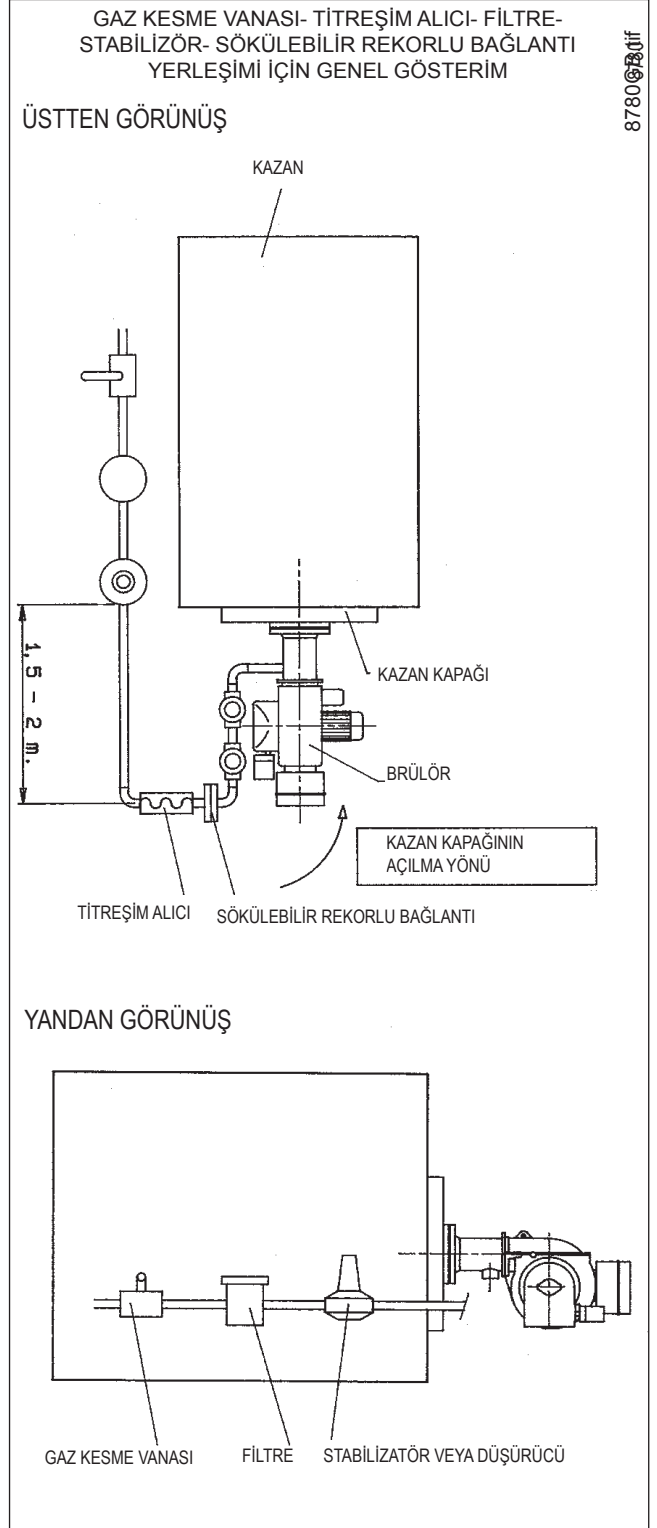 GAZ KESME VANASI- TİTREŞİM ALICI- FİLTRE-
STABİLİZÖR- SÖKÜLEBİLİR REKORLU BAĞLANTI
YERLEŞİMİ İÇİN GENEL GÖSTERİM
ÜSTTEN GÖRÜNÜŞ
KAZAN
1,5 - 2 m.
KAZAN KAPAĞI
BRÜLÖR
KAZAN KAPAĞININ
AÇILMA YÖNÜ
TİTREŞİM ALICI
SÖKÜLEBİLİR REKORLU BAĞLANTI
YANDAN GÖRÜNÜŞ
GAZ KESME VANASI
FİLTRE
STABİLİZATÖR VEYA DÜŞÜRÜCÜ